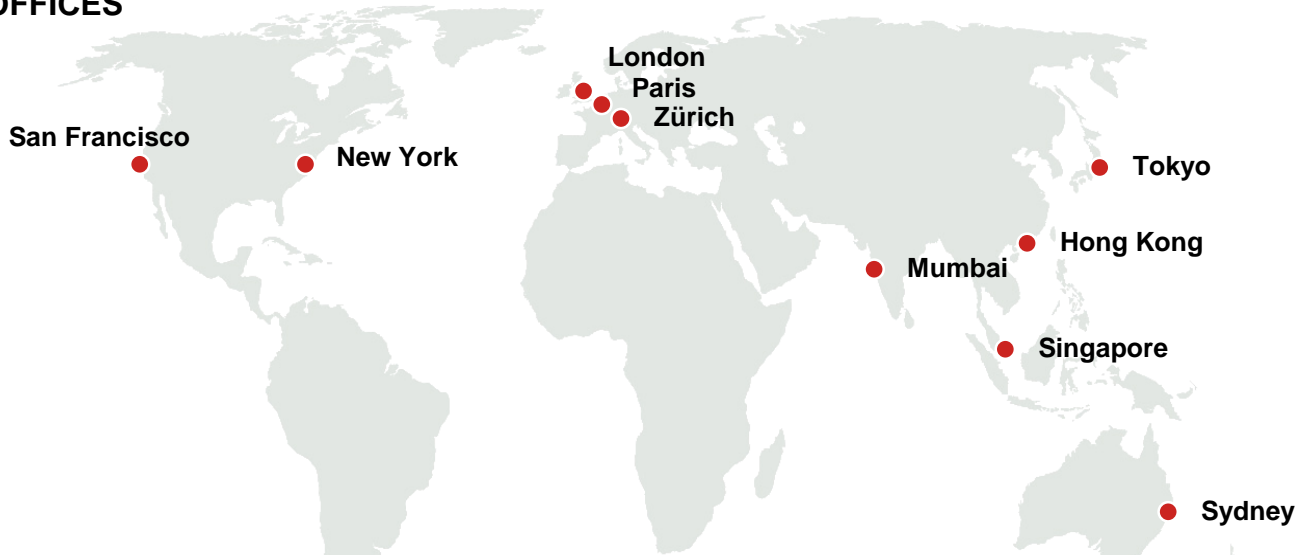 OFFICES
London
Paris
Zürich
San Francisco
New York
Tokyo
Hong Kong
Mumbai
Singapore
Sydney